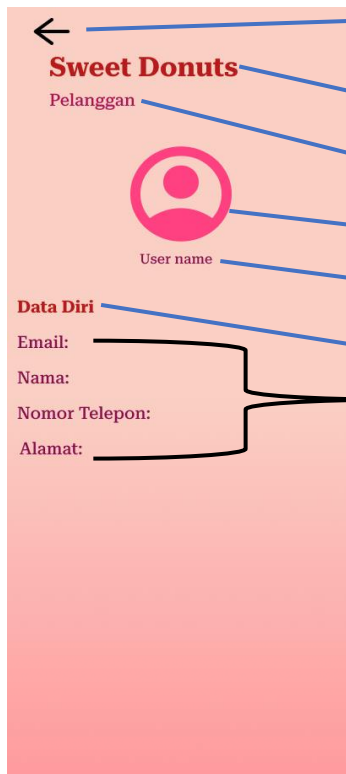 Sweet Donuts
Pelanggan
User name
Data Diri
Email:
Nama:
Nomor Telepon:
Alamat: